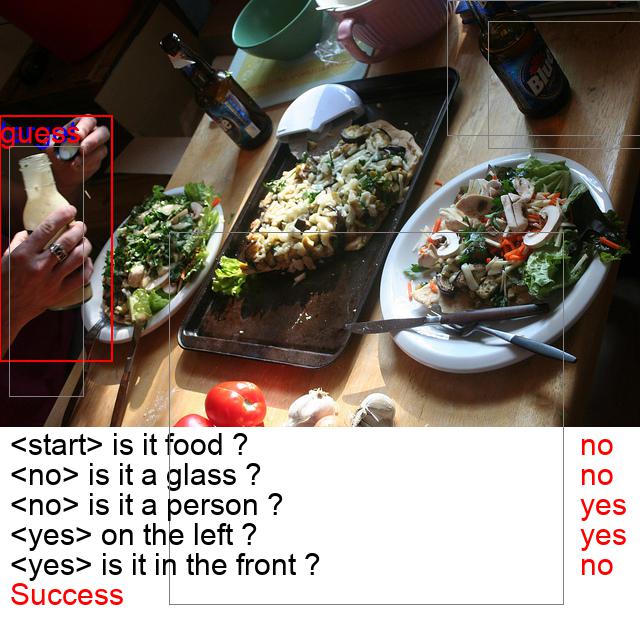 Blue
guess
<start> is it food ? no
<no> is it a glass ? no
<no> is it a person ? yes
<yes> on the left ? yes
<yes> is it in the front ? no
Success